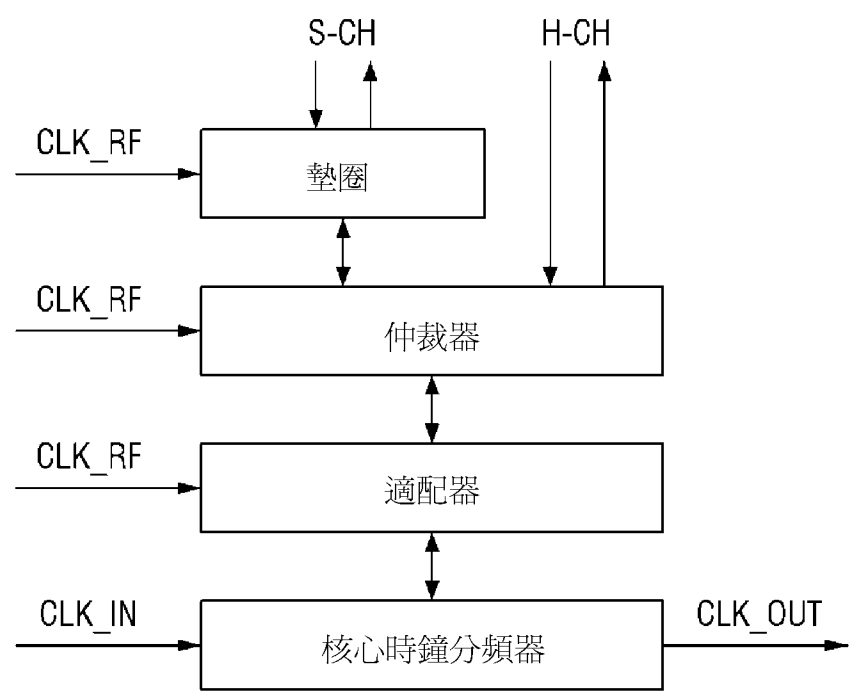 S-CH
H-CH
CLK_RF
墊圈
CLK_RF
仲裁器
CLK_RF
適配器
CLK_IN
核心時鐘分頻器
CLK_OUT